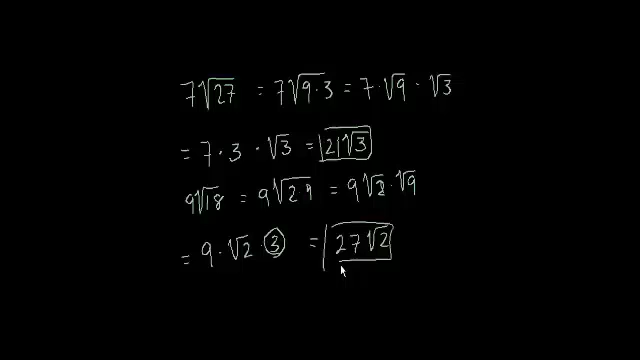 7√27 = 7√9·3 = 7·√9 · √3
= 7 · 3 · √3 = 21√3
9√18 = 9√2·9 = 9√2·√9
= 9·√2·3 = 27√2